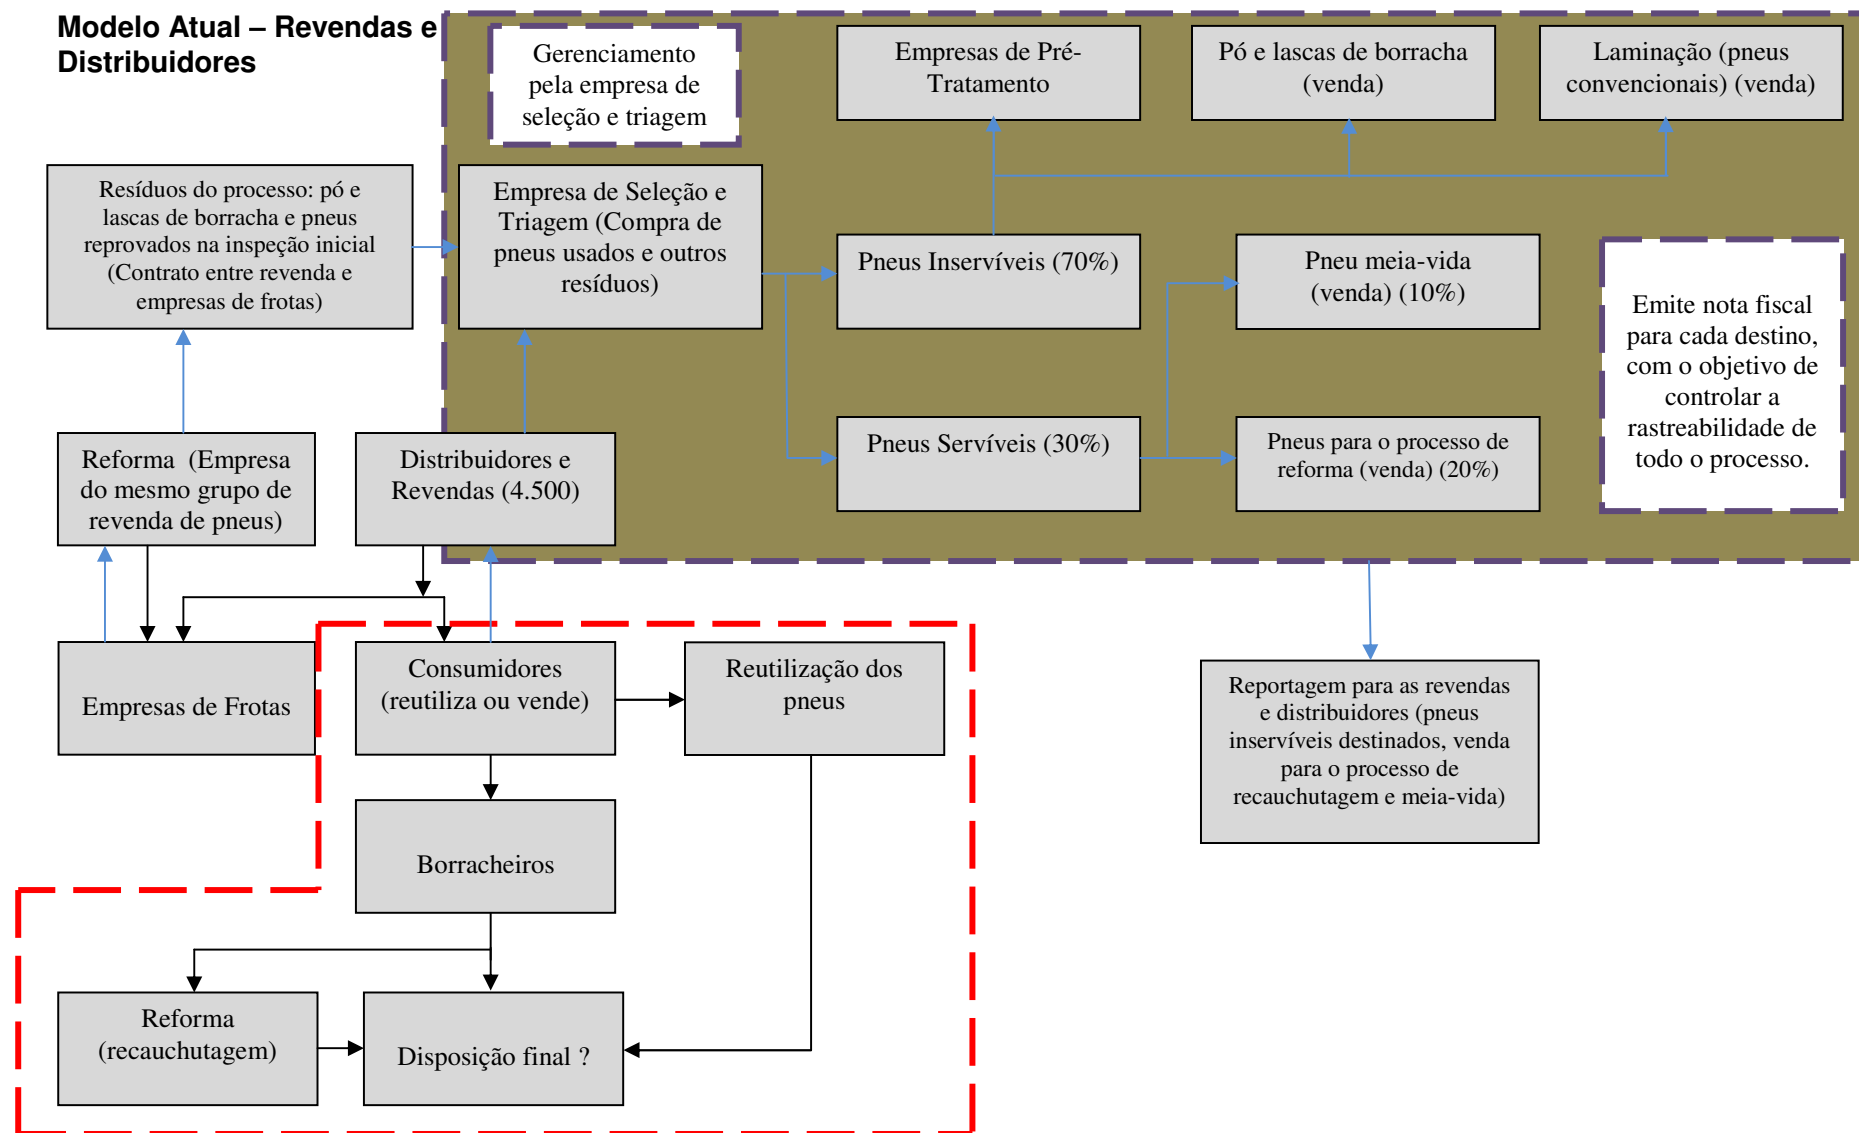 Modelo Atual – Revendas e
Distribuidores
Gerenciamento
pela empresa de
seleção e triagem
Empresas de Pré-
Tratamento
Pó e lascas de borracha
(venda)
Laminação (pneus
convencionais) (venda)
Resíduos do processo: pó e
lascas de borracha e pneus
reprovados na inspeção inicial
(Contrato entre revenda e
empresas de frotas)
Empresa de Seleção e
Triagem (Compra de
pneus usados e outros
resíduos)
Pneus Inservíveis (70%)
Pneu meia-vida
(venda) (10%)
Emite nota fiscal
para cada destino,
com o objetivo de
controlar a
rastreabilidade de
todo o processo.
Reforma  (Empresa
do mesmo grupo de
revenda de pneus)
Distribuidores e
Revendas (4.500)
Pneus Servíveis (30%)
Pneus para o processo de
reforma (venda) (20%)
Empresas de Frotas
Consumidores
(reutiliza ou vende)
Reutilização dos
pneus
Reportagem para as revendas
e distribuidores (pneus
inservíveis destinados, venda
para o processo de
recauchutagem e meia-vida)
Borracheiros
Reforma
(recauchutagem)
Disposição final ?